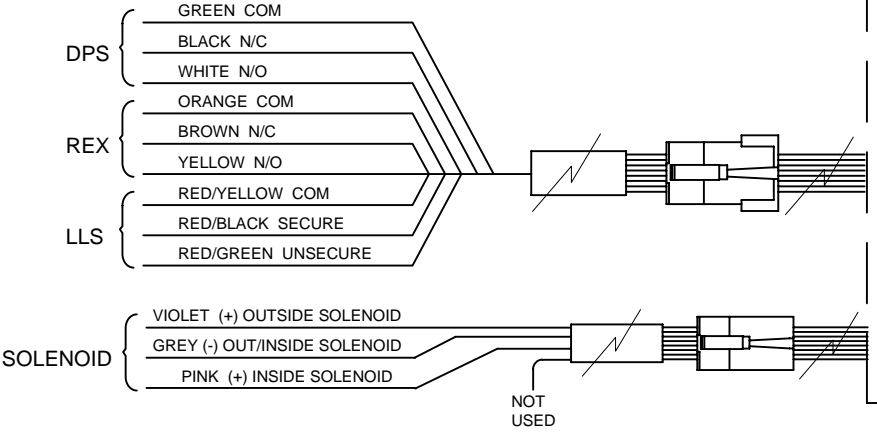 GREEN COM
BLACK N/C
DPS
WHITE N/O
ORANGE COM
BROWN N/C
REX
YELLOW N/O
RED/YELLOW COM
RED/BLACK SECURE
LLS
RED/GREEN UNSECURE
VIOLET (+) OUTSIDE SOLENOID
GREY (-) OUT/INSIDE SOLENOID
SOLENOID
PINK (+) INSIDE SOLENOID
NOT
USED